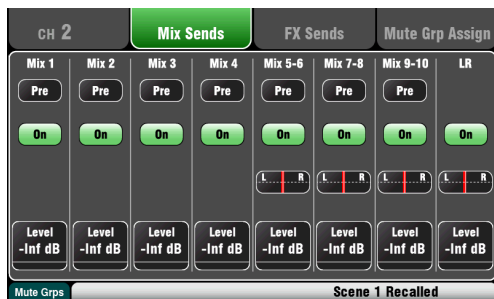 CH 2 Mix Sends FX Sends Mute Grp Assign
Mix 1 Mix 2 Mix 3 Mix 4 Mix 5-6 Mix 7-8 Mix 9-10 LR
Pre Pre Pre Pre Pre Pre Pre
On On On On On On On On
L R L R L R L R
Level Level Level Level Level Level Level Level
-Inf dB -Inf dB -Inf dB -Inf dB -Inf dB -Inf dB -Inf dB -Inf dB
Mute Grps Scene 1 Recalled